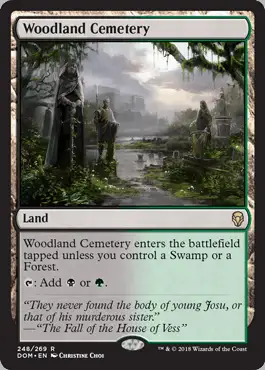 Woodland Cemetery
Land
Woodland Cemetery enters the battlefield
tapped unless you control a Swamp or a
Forest.
: Add or .
“They never found the body of young Josu, or
that of his murderous sister.”
—“The Fall of the House of Vess”
248/269 R
DOM • EN Christine Choi
™ & © 2018 Wizards of the Coast